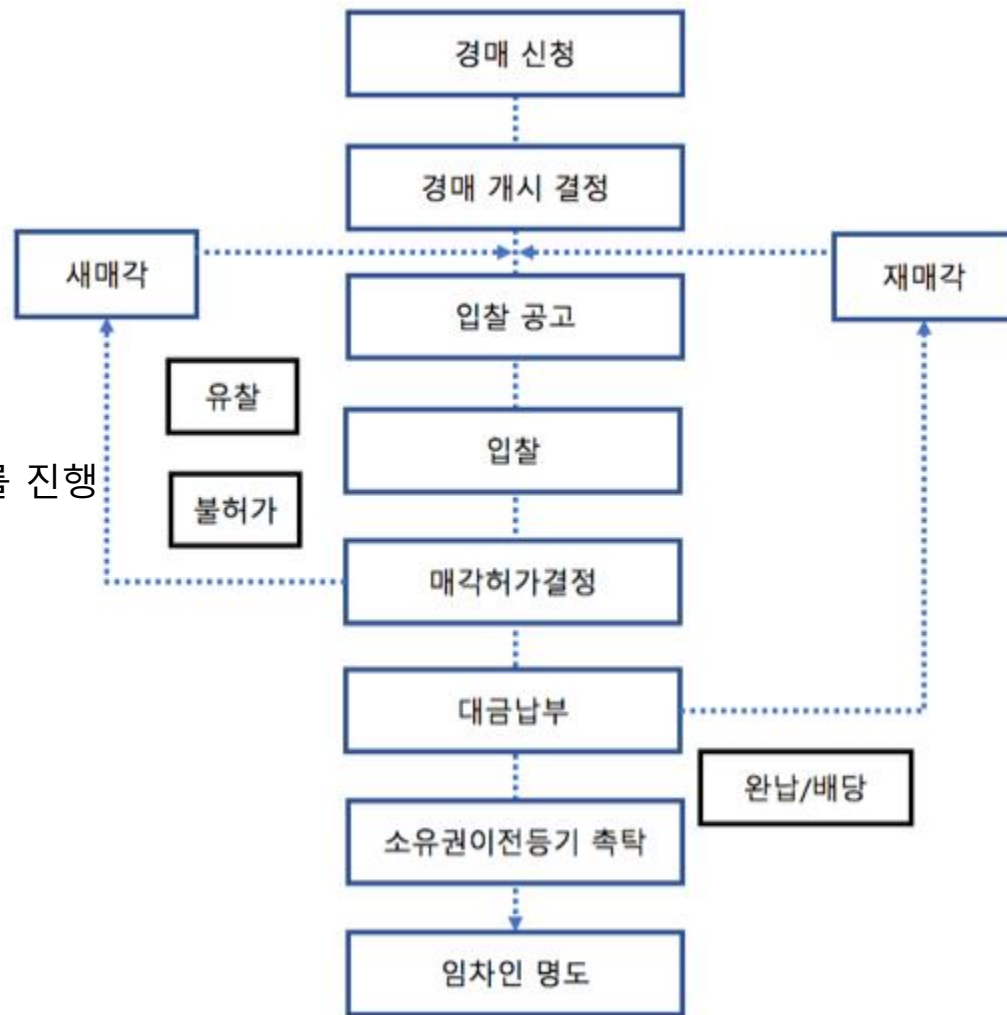 경매 신청
경매 개시 결정
새매각
재매각
입찰 공고
유찰
입찰
를 진행
불허가
매각허가결정
대금납부
완납/배당
소유권이전등기 촉탁
임차인 명도